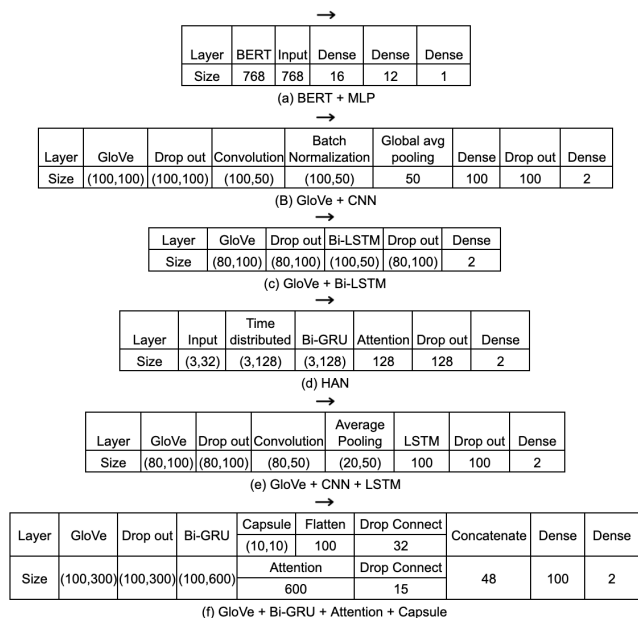 →
Layer BERT Input Dense Dense Dense
Size 768 768 16 12 1
(a) BERT + MLP
→
Batch Global avg
Layer GloVe Drop out Convolution Normalization pooling Dense Drop out Dense
Size (100,100) (100,100) (100,50) (100,50) 50 100 100 2
(B) GloVe + CNN
→
Layer GloVe Drop out Bi-LSTM Drop out Dense
Size (80,100) (80,100) (100,50) (80,100) 2
(c) GloVe + Bi-LSTM
→
Time
Layer Input distributed Bi-GRU Attention Drop out Dense
Size (3,32) (3,128) (3,128) 128 128 2
(d) HAN
→
Average
Layer GloVe Drop out Convolution Pooling LSTM Drop out Dense
Size (80,100) (80,100) (80,50) (20,50) 100 100 2
(e) GloVe + CNN + LSTM
→
Layer GloVe Drop out Bi-GRU Capsule Flatten Drop Connect Concatenate Dense Dense
(10,10) 100 32
Size (100,300) (100,300) (100,600) Attention Drop Connect 48 100 2
600 15
(f) GloVe + Bi-GRU + Attention + Capsule